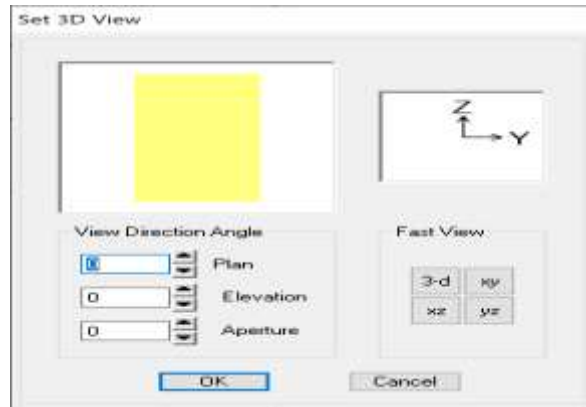 Set 3D View
Z
Y
View Direction Angle
0 Plan
0 Elevation
0 Aperture
Fast View
3-d xy
xz yz
OK Cancel